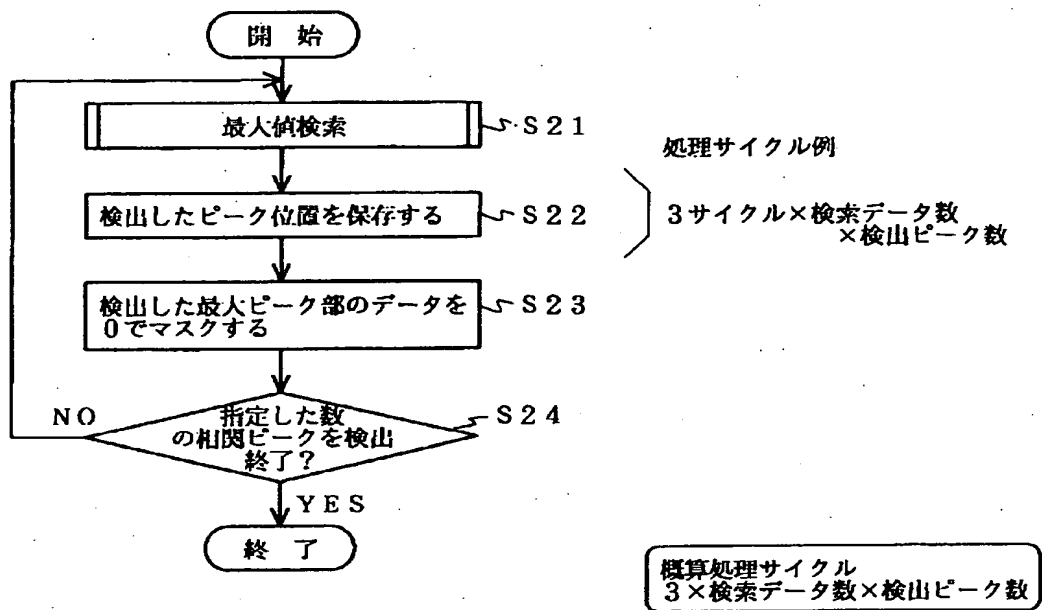 開 始
最大値検索
S21
処理サイクル例
検出したピーク位置を保存する
S22
3サイクル×検索データ数
×検出ピーク数
検出した最大ピーク部のデータを
0でマスクする
S23
NO
指定した数
の相関ピークを検出
終了?
S24
YES
終 了
概算処理サイクル
3×検索データ数×検出ピーク数